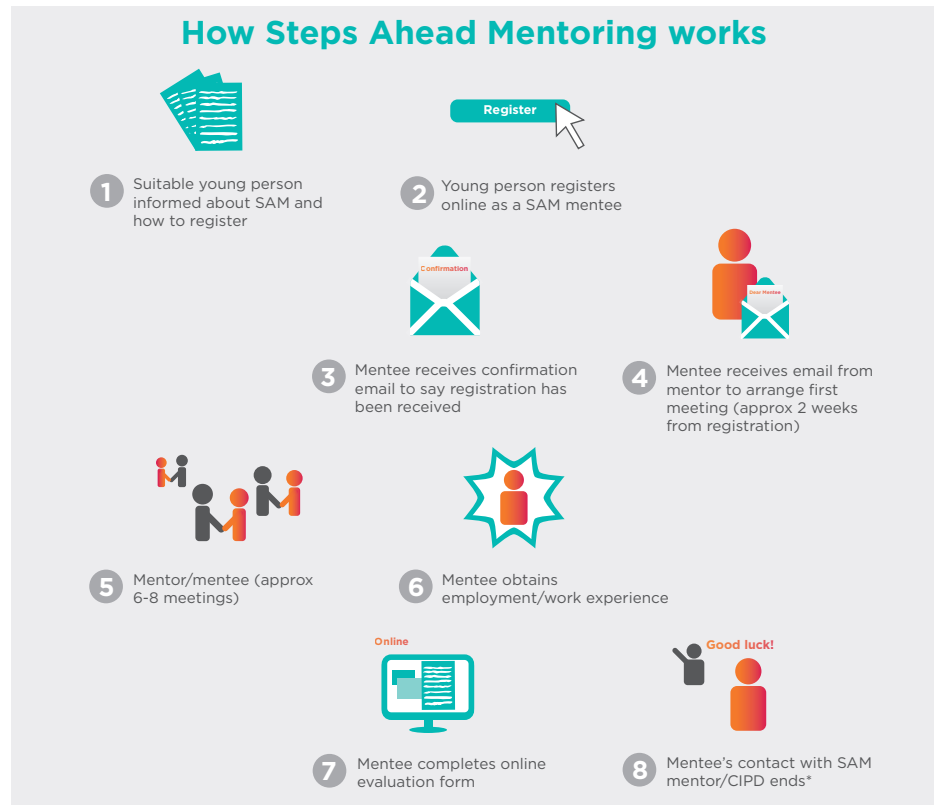 How Steps Ahead Mentoring works
Register
1
Suitable young person
informed about SAM and
how to register
2
Young person registers
online as a SAM mentee
Confirmation
Dear Mentee
3
Mentee receives confirmation
email to say registration has
been received
4
Mentee receives email from
mentor to arrange first
meeting (approx 2 weeks
from registration)
5
Mentor/mentee (approx
6-8 meetings)
6
Mentee obtains
employment/work experience
Online
Good luck!
7
Mentee completes online
evaluation form
8
Mentee's contact with SAM
mentor/CIPD ends*